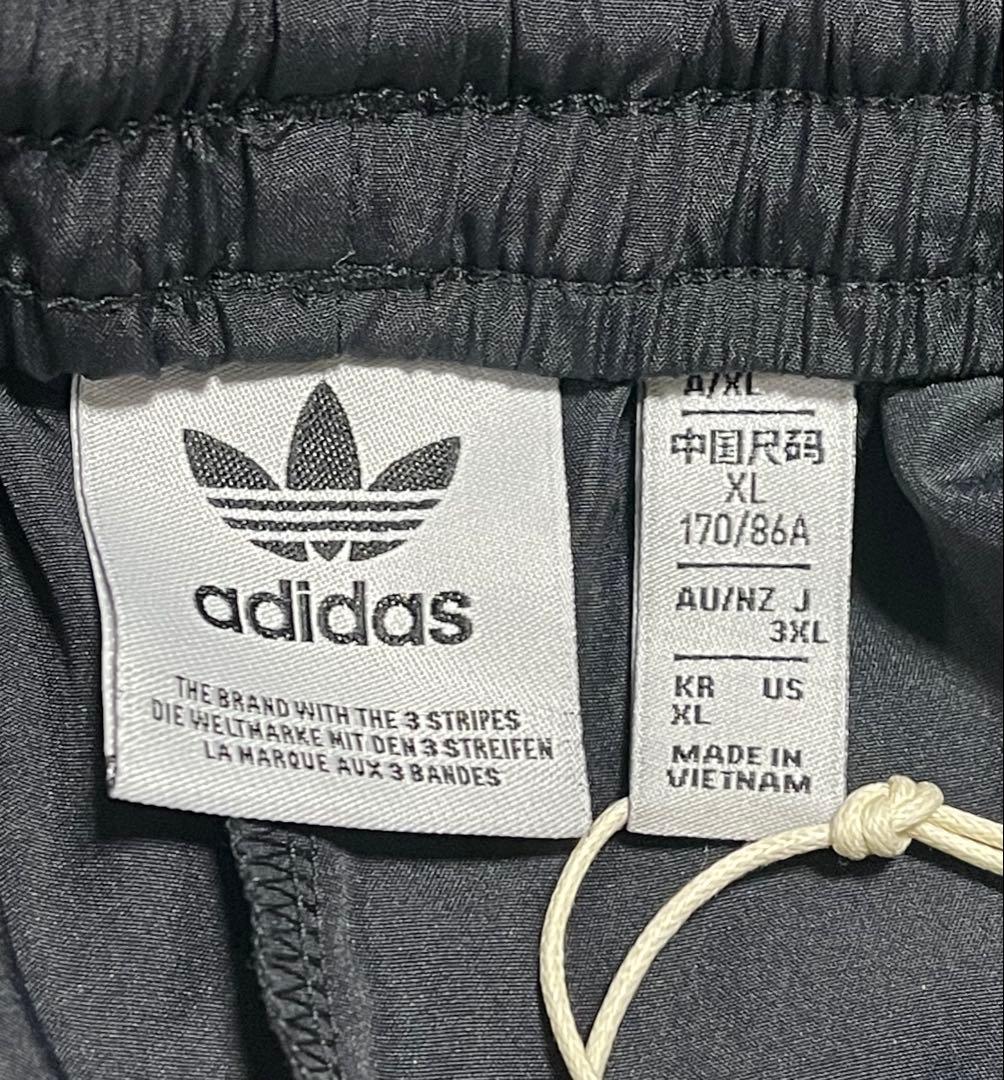 adidas
THE BRAND WITH THE 3 STRIPES
DIE WELTMARKE MIT DEN 3 STREIFEN
LA MARQUE AUX 3 BANDES
A/XL
中国尺码
XL
170/86A
AU/NZ J
3XL
KR US
XL
MADE IN
VIETNAM